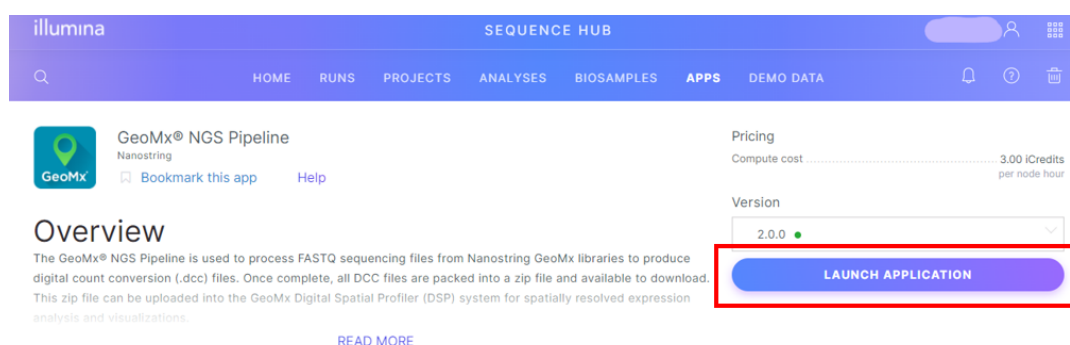 illumina
SEQUENCE HUB
HOME RUNS PROJECTS ANALYSES BIOSAMPLES APPS DEMO DATA
GeoMx® NGS Pipeline
Nanostring
GeoMx®
Bookmark this app Help
Overview
The GeoMx® NGS Pipeline is used to process FASTQ sequencing files from Nanostring GeoMx libraries to produce
digital count conversion (.dcc) files. Once complete, all DCC files are packed into a zip file and available to download.
This zip file can be uploaded into the GeoMx Digital Spatial Profiler (DSP) system for spatially resolved expression
analysis and visualizations.
READ MORE
Pricing
Compute cost 3.00 iCredits
per node hour
Version
2.0.0
LAUNCH APPLICATION